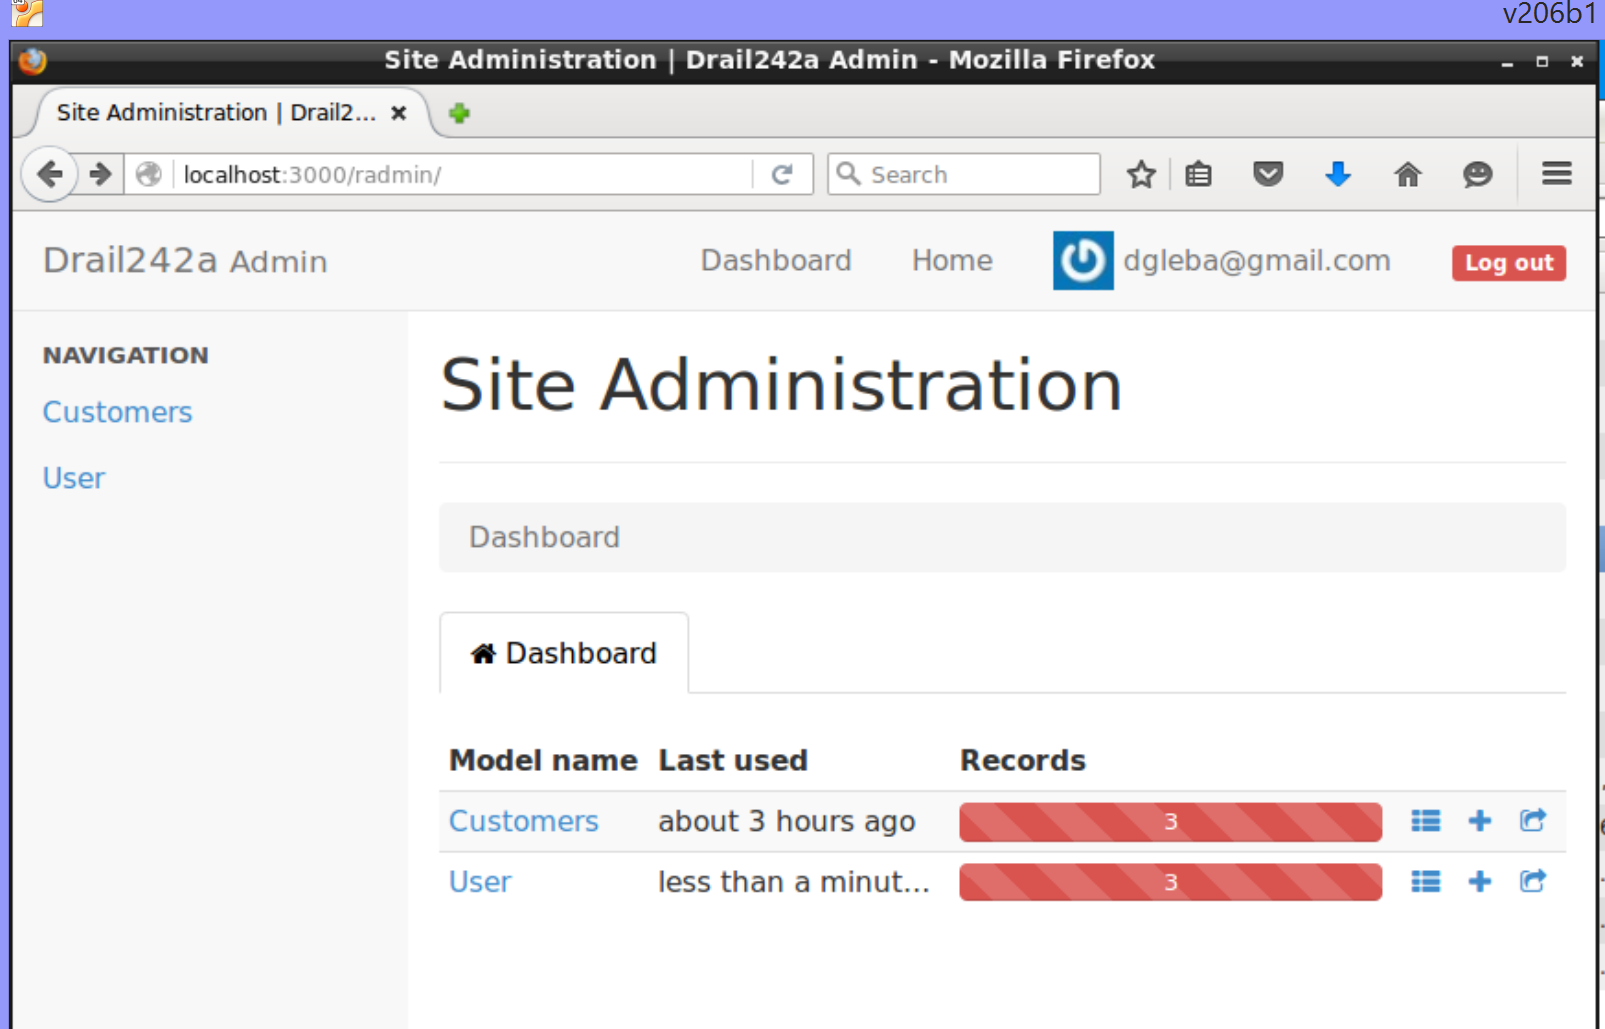 v206b1
Site Administration | Drail242a Admin - Mozilla Firefox
Site Administration | Drail2...
localhost:3000/radmin/
Search
Drail242a Admin
Dashboard
Home
dgleba@gmail.com
Log out
NAVIGATION
Customers
User
Site Administration
Dashboard
Dashboard
Model name Last used Records
Customers about 3 hours ago 3
User less than a minut... 3